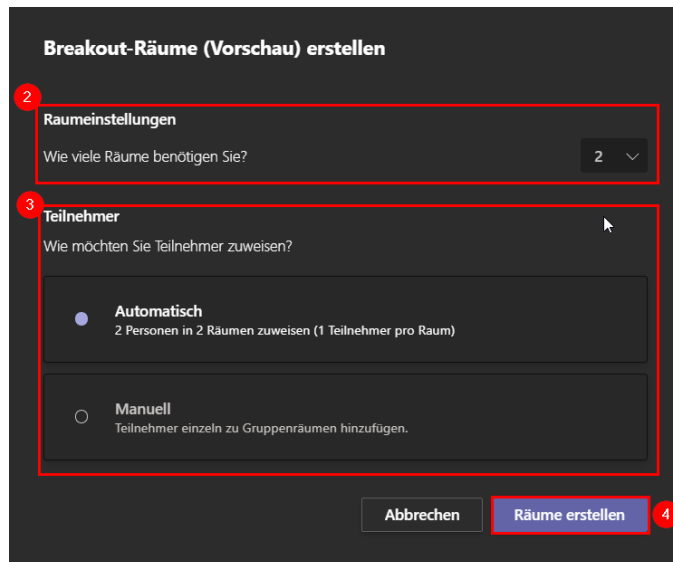 Breakout-Räume (Vorschau) erstellen
2
Raumeinstellungen
Wie viele Räume benötigen Sie?
2
3
Teilnehmer
Wie möchten Sie Teilnehmer zuweisen?
Automatisch
2 Personen in 2 Räumen zuweisen (1 Teilnehmer pro Raum)
Manuell
Teilnehmer einzeln zu Gruppenräumen hinzufügen.
Abbrechen
Räume erstellen
4